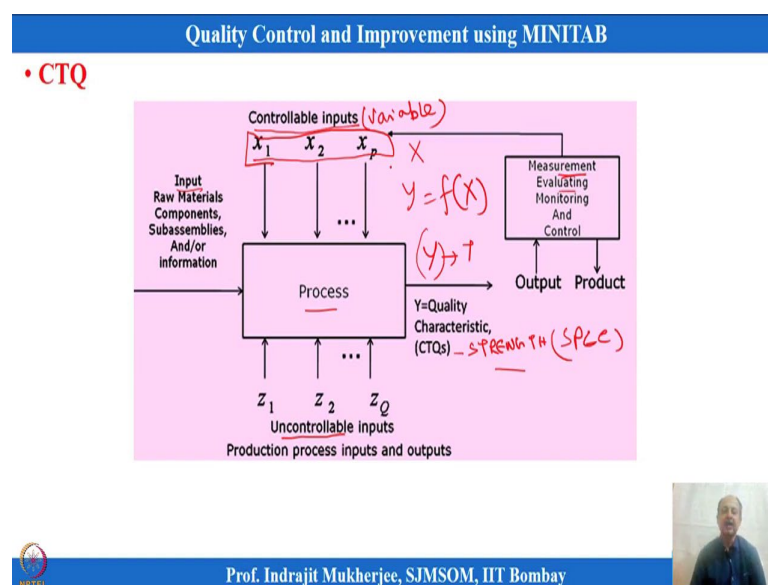 Quality Control and Improvement using MINITAB
• CTQ
Controllable inputs (variable)
x1 x2 xp X
y = f(X)
(Y) → T
Input
Raw Materials
Components,
Subassemblies,
And/or
information
...
Process
Measurement
Evaluating
Monitoring
And
Control
Output Product
Y=Quality
Characteristic,
(CTQs) - STRENGTH (SPEC)
...
z1 z2 zQ
Uncontrollable inputs
Production process inputs and outputs
NPTEL
Prof. Indrajit Mukherjee, SJMSOM, IIT Bombay